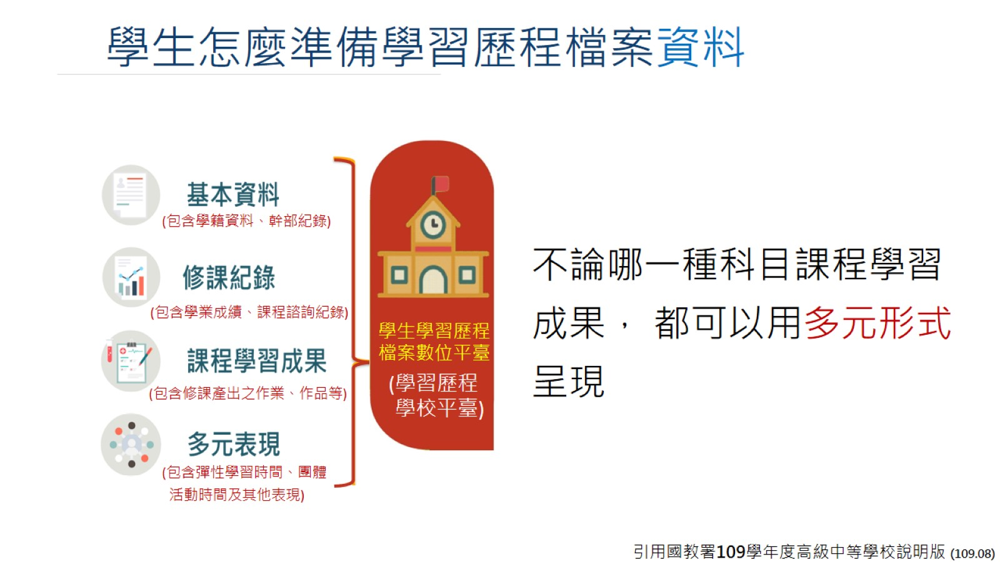 學生怎麼準備學習歷程檔案資料
基本資料
(包含學籍資料、幹部紀錄)
修課紀錄
(包含學業成績、課程諮詢紀錄)
課程學習成果
(包含修課產出之作業、作品等)
多元表現
(包含彈性學習時間、團體
活動時間及其他表現)
學生學習歷程
檔案數位平臺
(學習歷程
學校平臺)
不論哪一種科目課程學習
成果， 都可以用多元形式
呈現
引用國教署109學年度高級中等學校說明版 (109.08)